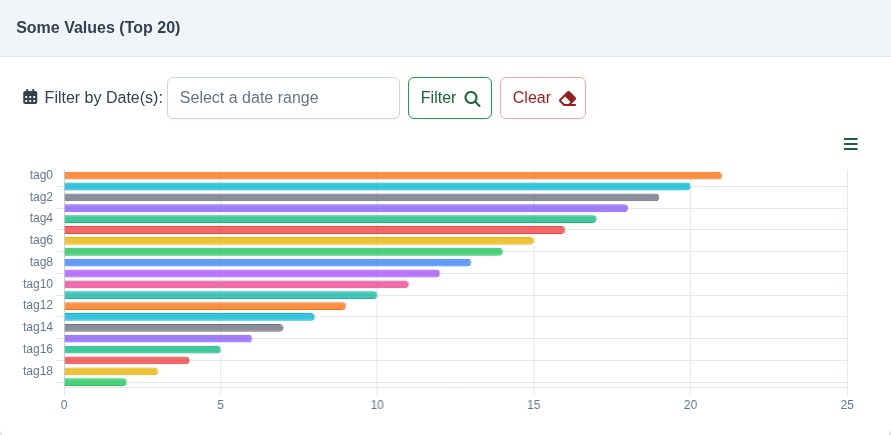 Some Values (Top 20)
Filter by Date(s): Select a date range Filter Clear
tag0
tag2
tag4
tag6
tag8
tag10
tag12
tag14
tag16
tag18
0 5 10 15 20 25